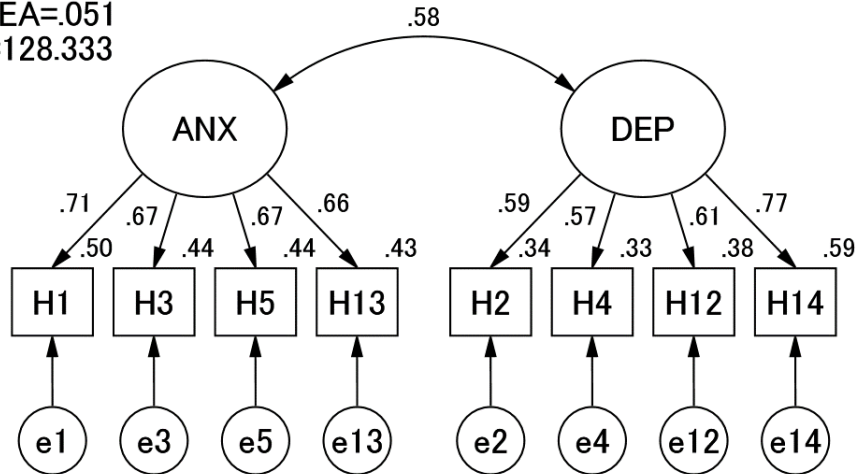 EA=.051
128.333
.58
ANX DEP
.71 .67 .67 .66 .59 .57 .61 .77
.50 .44 .44 .43 .34 .33 .38 .59
H1 H3 H5 H13 H2 H4 H12 H14
e1 e3 e5 e13 e2 e4 e12 e14